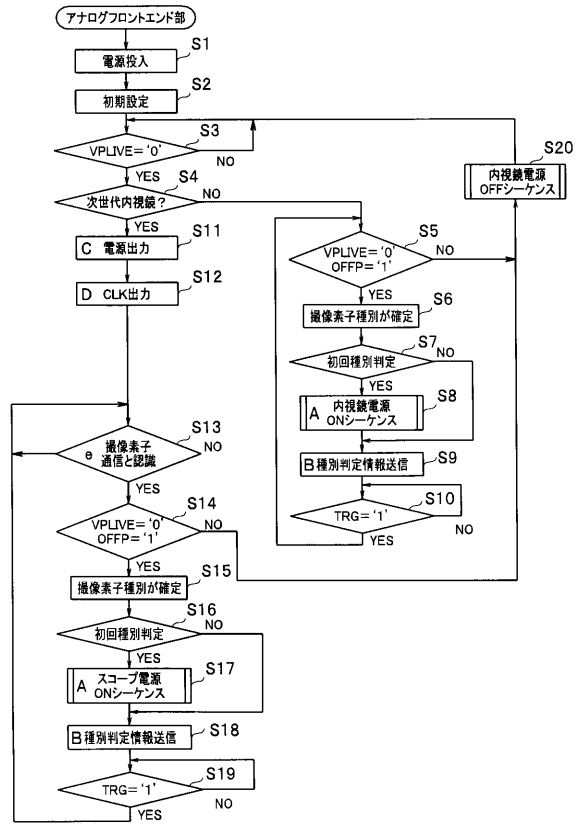 アナログフロントエンド部
S1
電源投入
S2
初期設定
S3
VPLIVE='0'
NO
YES
S4
次世代内視鏡?
NO
YES
S11
C 電源出力
S12
D CLK出力
S13
e 撮像素子
通信と認識
NO
YES
S14
VPLIVE='0'
OFFP='1'
NO
YES
S15
撮像素子種別が確定
S16
初回種別判定
NO
YES
S17
A スコープ電源
ONシーケンス
S18
B種別判定情報送信
S19
TRG='1'
NO
YES
S5
VPLIVE='0'
OFFP='1'
NO
YES
S6
撮像素子種別が確定
S7
初回種別判定
NO
YES
S8
A 内視鏡電源
ONシーケンス
S9
B種別判定情報送信
S10
TRG='1'
NO
YES
S20
内視鏡電源
OFFシーケンス